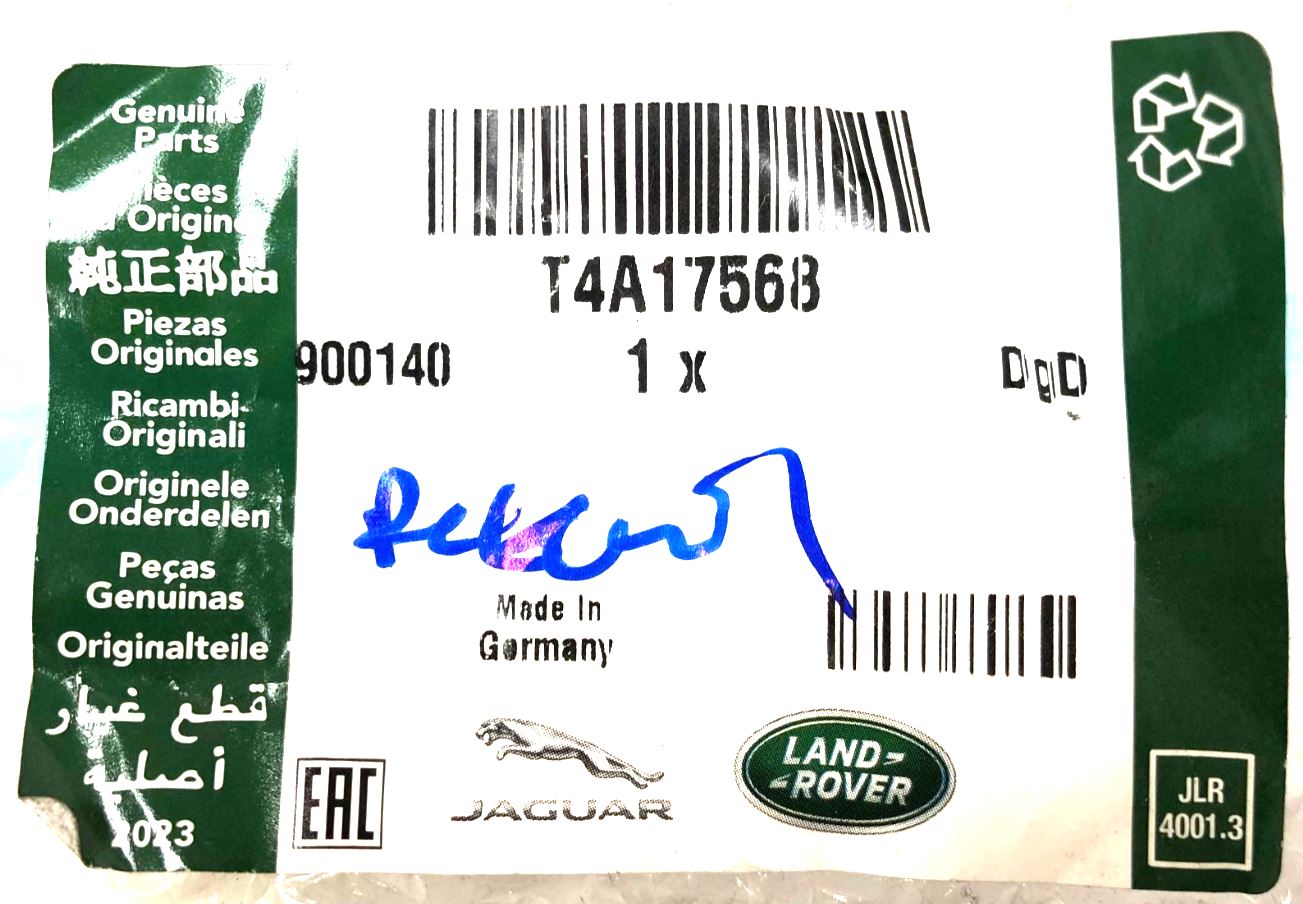 Genuine
Parts
Pièces
d'Origine
純正部品
Piezas
Originales
Ricambi
Originali
Originele
Onderdelen
Peças
Genuinas
Originalteile
قطع غيار
أصلية
2023
T4A17568
900140
1 x
Made In
Germany
EAC
JAGUAR
LAND
ROVER
JLR
4001.3